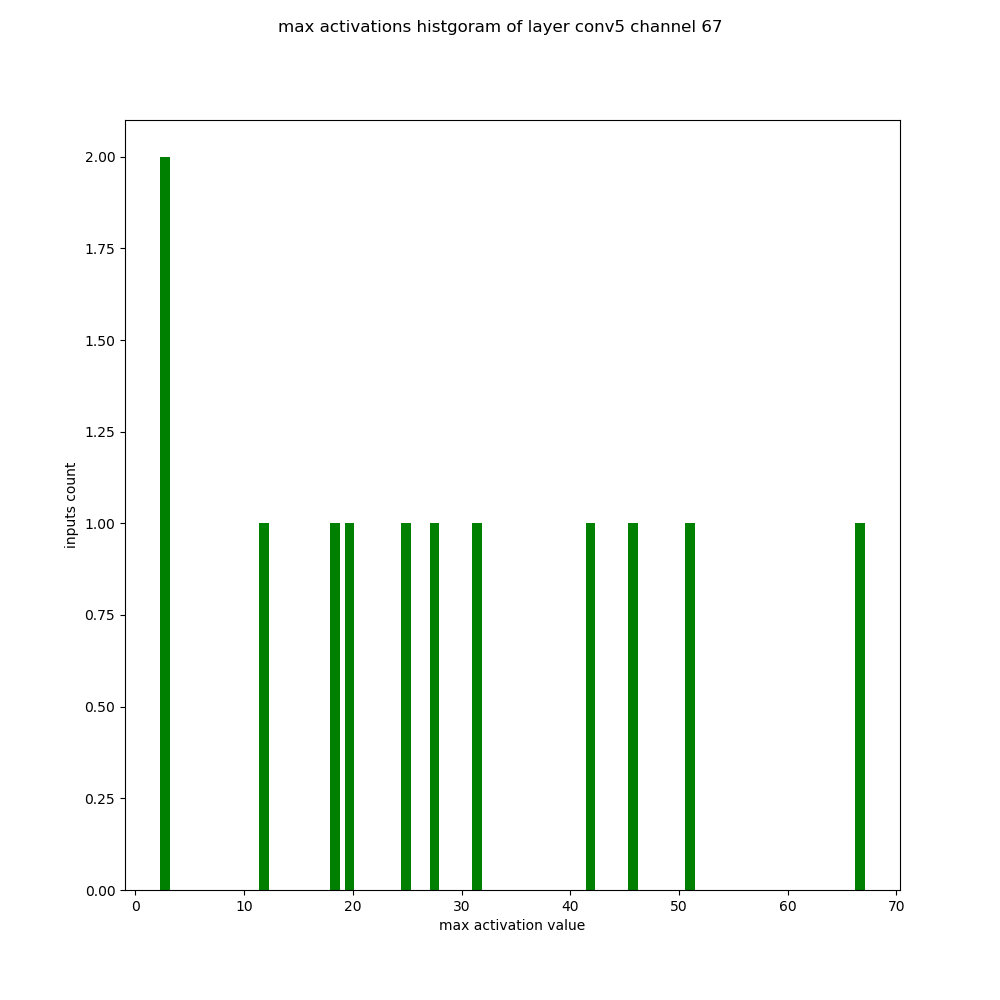 max activations histgoram of layer conv5 channel 67
2.00
1.75
1.50
1.25
1.00
0.75
0.50
0.25
0.00
inputs count
0 10 20 30 40 50 60 70
max activation value